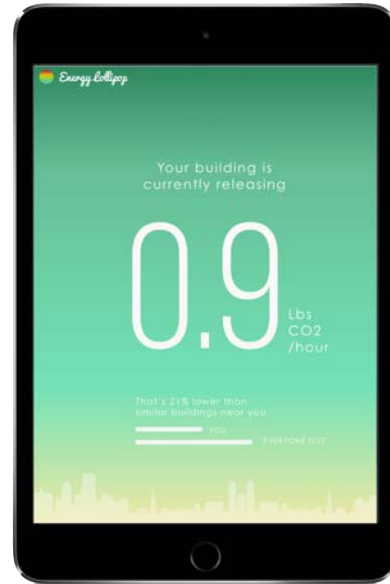 Energy Lollipop
Your building is
currently releasing
0.9
Lbs
CO2
/hour
That's 21% lower than
similar buildings near you
YOU
EVERYONE ELSE